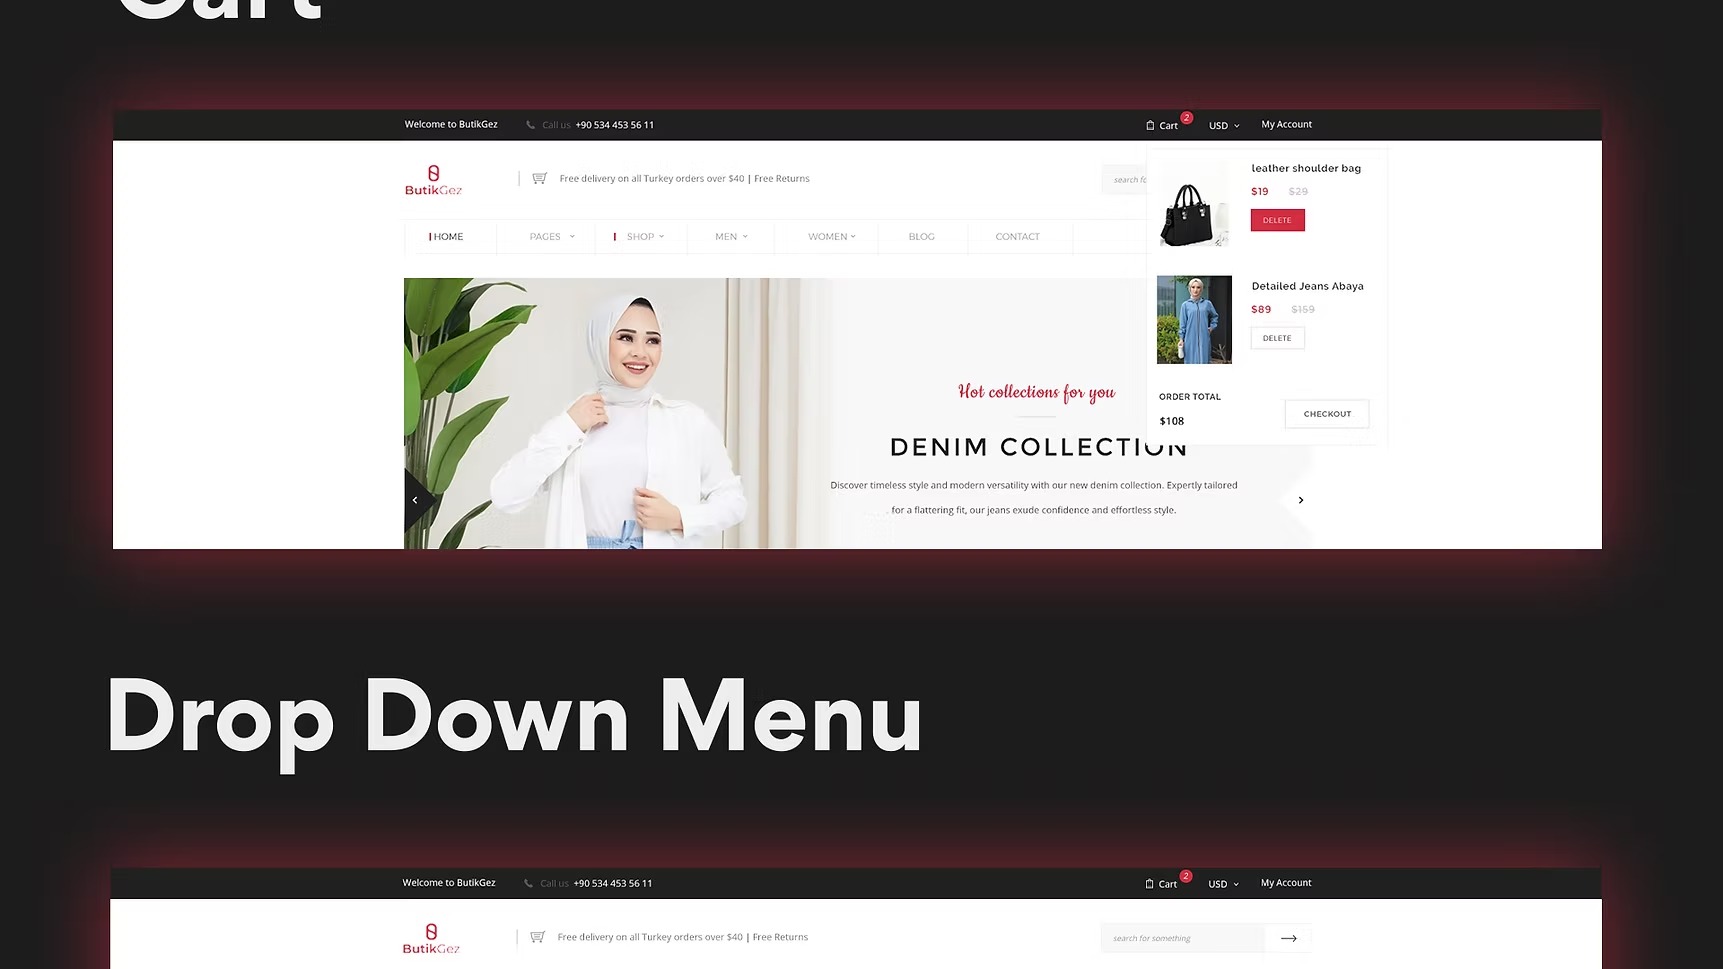 Cart
Welcome to ButikGez
Call us +90 534 453 56 11
Cart 2
USD
My Account
ButikGez
Free delivery on all Turkey orders over $40 | Free Returns
search fo
HOME
PAGES
SHOP
MEN
WOMEN
BLOG
CONTACT
leather shoulder bag
$19 $29
DELETE
Detailed Jeans Abaya
$89 $159
DELETE
ORDER TOTAL
$108
CHECKOUT
Hot collections for you
DENIM COLLECTION
Discover timeless style and modern versatility with our new denim collection. Expertly tailored
for a flattering fit, our jeans exude confidence and effortless style.
Drop Down Menu
Welcome to ButikGez
Call us +90 534 453 56 11
Cart 2
USD
My Account
ButikGez
Free delivery on all Turkey orders over $40 | Free Returns
search for something